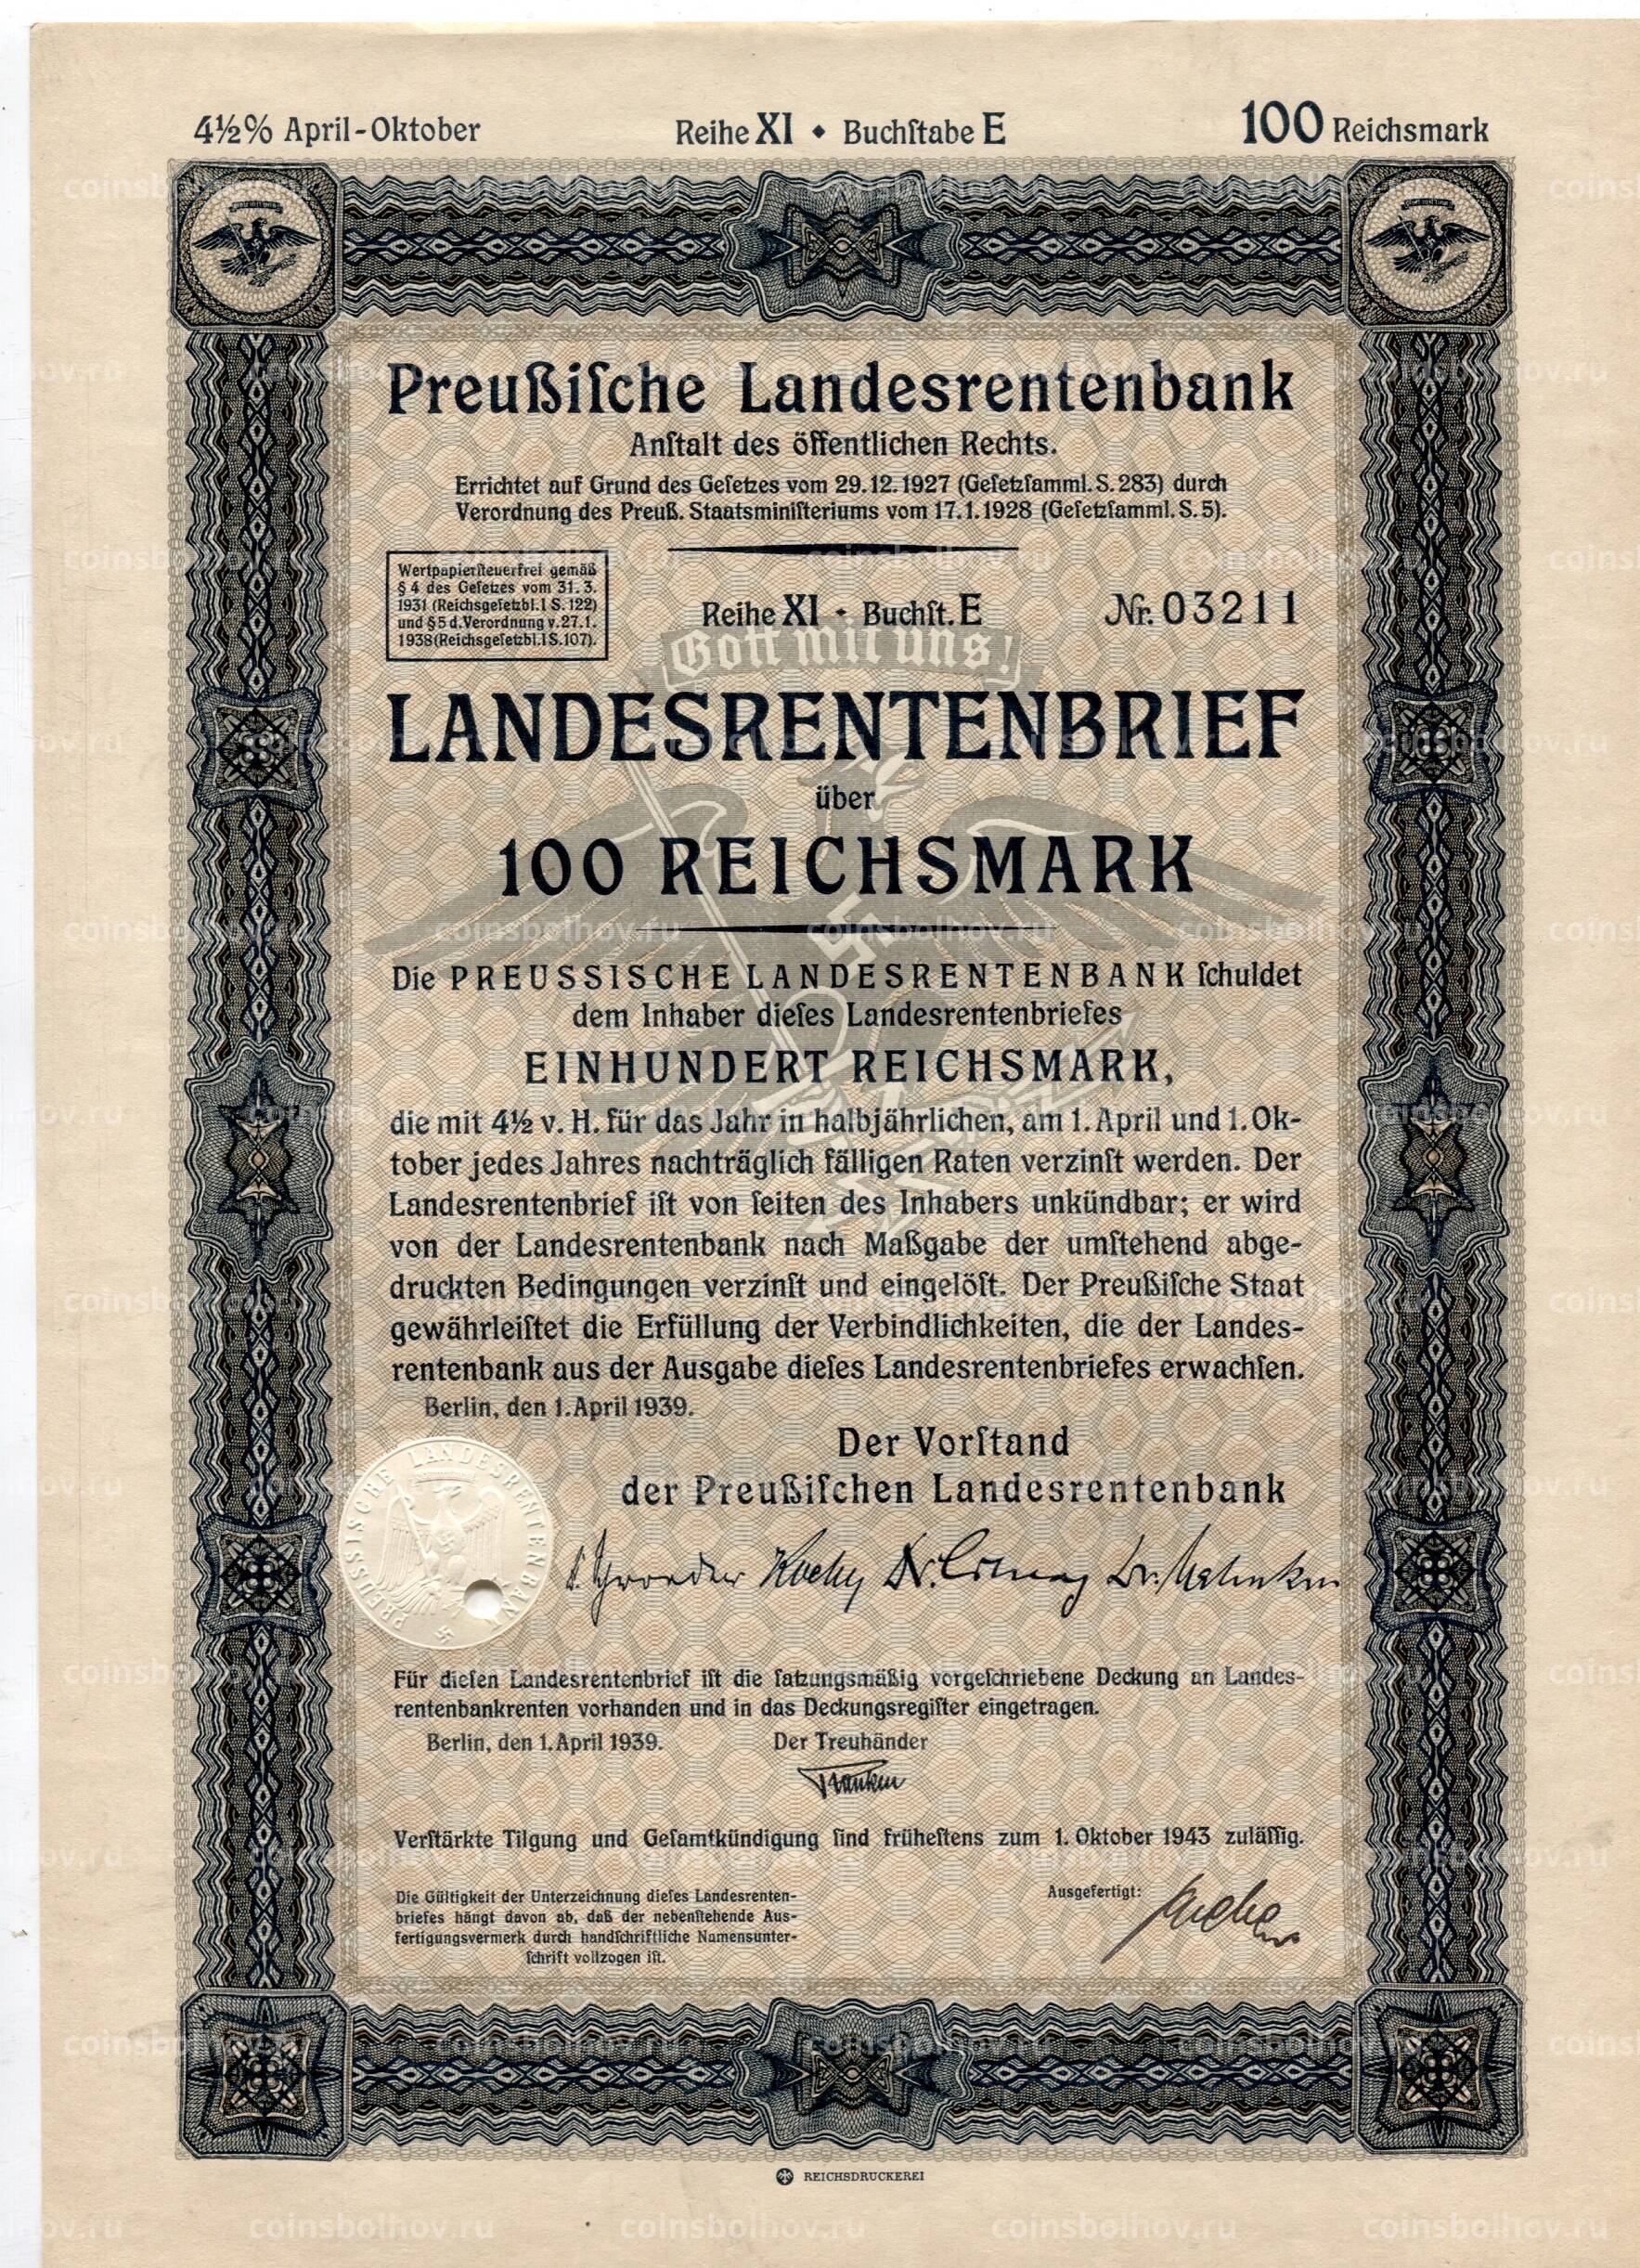 4½% April-Oktober Reihe XI ⬥ Buchſtabe E 100 Reichsmark
Preußiſche Landesrentenbank
Anſtalt des öffentlichen Rechts.
Errichtet auf Grund des Geſetzes vom 29.12.1927 (Geſetzſamml. S. 283) durch
Verordnung des Preuß. Staatsminiſteriums vom 17.1.1928 (Geſetzſamml. S. 5).
Wertpapierſteuerfrei gemäß
§ 4 des Geſetzes vom 31. 3.
1931 (Reichsgeſetzbl. I S. 122)
und § 5 d. Verordnung v. 27.1.
1938 (Reichsgeſetzbl. I S. 107).
Reihe XI ⬥ Buchſt. E Nr. 03211
Gott mit uns!
LANDESRENTENBRIEF
über
100 REICHSMARK
Die PREUSSISCHE LANDESRENTENBANK ſchuldet
dem Inhaber dieſes Landesrentenbriefes
EINHUNDERT REICHSMARK,
die mit 4½ v. H. für das Jahr in halbjährlichen, am 1. April und 1. Ok-
tober jedes Jahres nachträglich fälligen Raten verzinſt werden. Der
Landesrentenbrief iſt von ſeiten des Inhabers unkündbar; er wird
von der Landesrentenbank nach Maßgabe der umſtehend abge-
druckten Bedingungen verzinſt und eingelöſt. Der Preußiſche Staat
gewährleiſtet die Erfüllung der Verbindlichkeiten, die der Landes-
rentenbank aus der Ausgabe dieſes Landesrentenbriefes erwachſen.
Berlin, den 1. April 1939.
Der Vorſtand
der Preußiſchen Landesrentenbank
PREUSSISCHE LANDESRENTENBANK
Für dieſen Landesrentenbrief iſt die ſatzungsmäßig vorgeſchriebene Deckung an Landes-
rentenbankrenten vorhanden und in das Deckungsregiſter eingetragen.
Berlin, den 1. April 1939. Der Treuhänder
Verſtärkte Tilgung und Geſamtkündigung ſind früheſtens zum 1. Oktober 1943 zuläſſig.
Die Gültigkeit der Unterzeichnung dieſes Landesrenten-
briefes hängt davon ab, daß der nebenſtehende Aus-
fertigungsvermerk durch handſchriftliche Namensunter-
ſchrift vollzogen iſt.
Ausgefertigt:
REICHSDRUCKEREI
coinsbolhov.ru